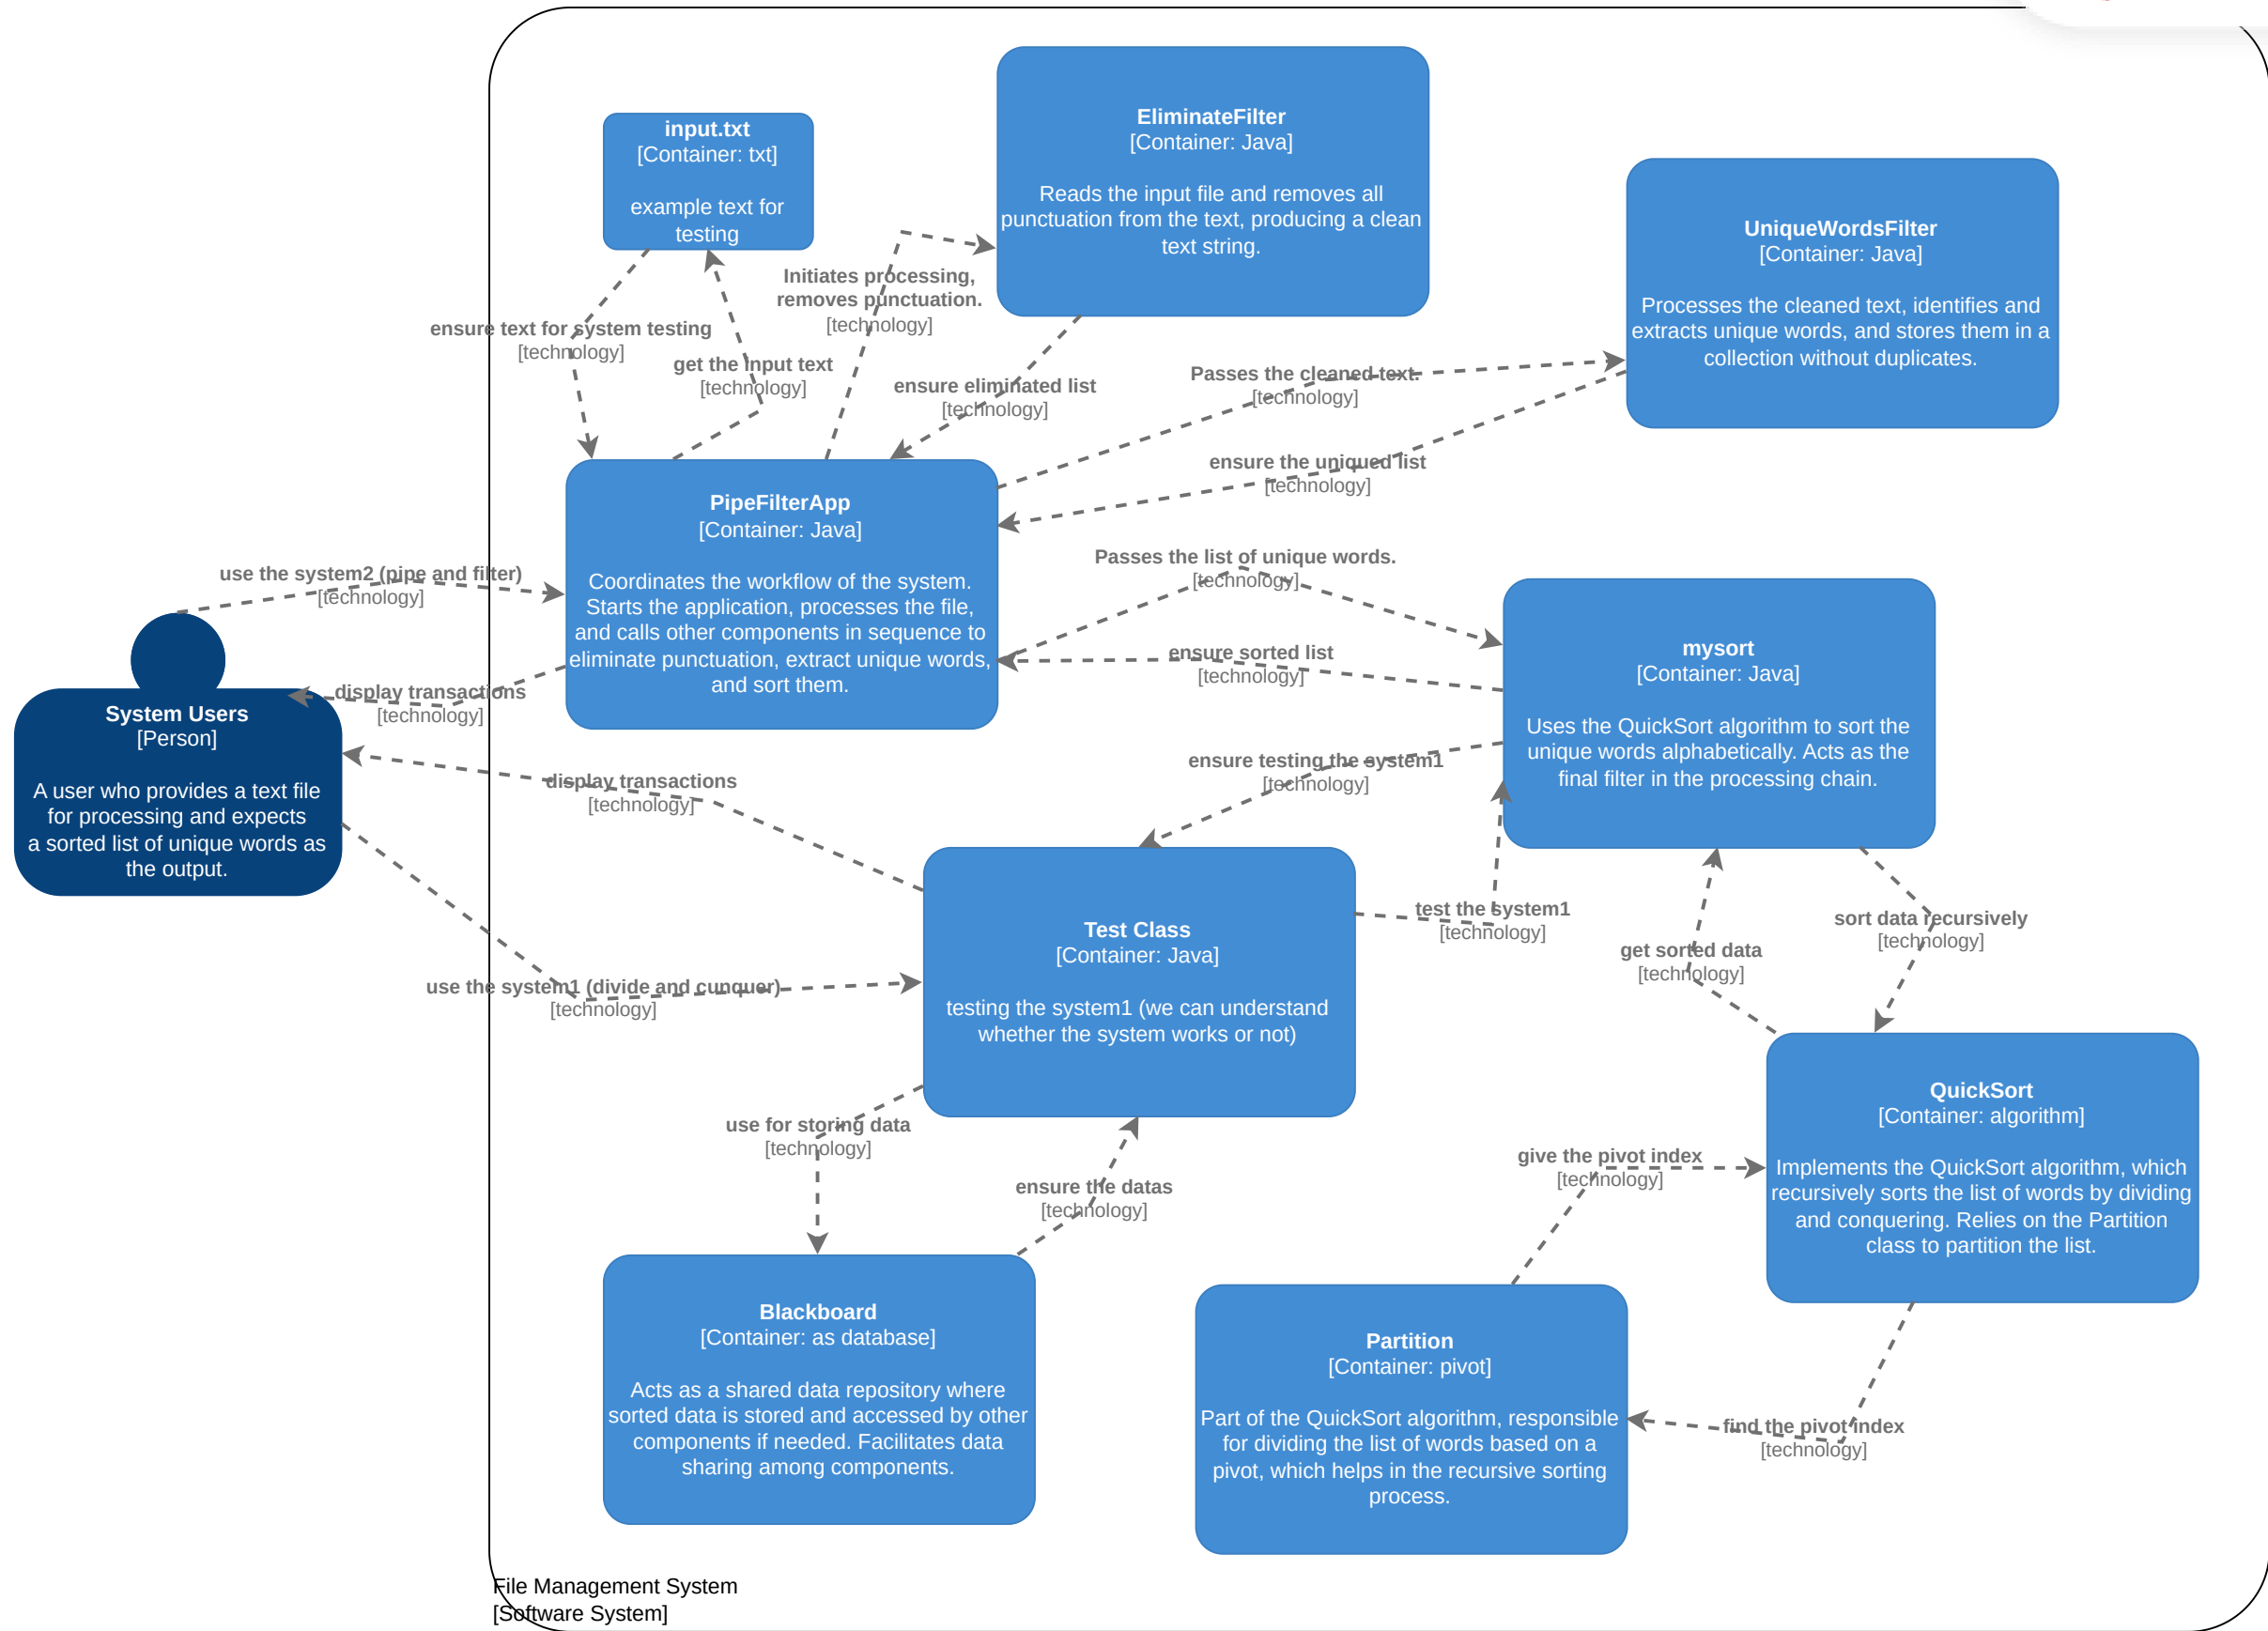 input.txt
[Container: txt]
example text for
testing
EliminateFilter
[Container: Java]
Reads the input file and removes all
punctuation from the text, producing a clean
text string.
UniqueWordsFilter
[Container: Java]
Processes the cleaned text, identifies and
extracts unique words, and stores them in a
collection without duplicates.
Initiates processing,
removes punctuation.
[technology]
ensure text for system testing
[technology]
get the input text
[technology]
ensure eliminated list
[technology]
Passes the cleaned text.
[technology]
ensure the uniqued list
[technology]
PipeFilterApp
[Container: Java]
Coordinates the workflow of the system.
Starts the application, processes the file,
and calls other components in sequence to
eliminate punctuation, extract unique words,
and sort them.
use the system2 (pipe and filter)
[technology]
Passes the list of unique words.
[technology]
ensure sorted list
[technology]
display transactions
[technology]
System Users
[Person]
A user who provides a text file
for processing and expects
a sorted list of unique words as
the output.
mysort
[Container: Java]
Uses the QuickSort algorithm to sort the
unique words alphabetically. Acts as the
final filter in the processing chain.
display transactions
[technology]
ensure testing the system1
[technology]
Test Class
[Container: Java]
testing the system1 (we can understand
whether the system works or not)
test the system1
[technology]
sort data recursively
[technology]
get sorted data
[technology]
use the system1 (divide and cunquer)
[technology]
QuickSort
[Container: algorithm]
Implements the QuickSort algorithm, which
recursively sorts the list of words by dividing
and conquering. Relies on the Partition
class to partition the list.
use for storing data
[technology]
ensure the datas
[technology]
give the pivot index
[technology]
Blackboard
[Container: as database]
Acts as a shared data repository where
sorted data is stored and accessed by other
components if needed. Facilitates data
sharing among components.
Partition
[Container: pivot]
Part of the QuickSort algorithm, responsible
for dividing the list of words based on a
pivot, which helps in the recursive sorting
process.
find the pivot index
[technology]
File Management System
[Software System]